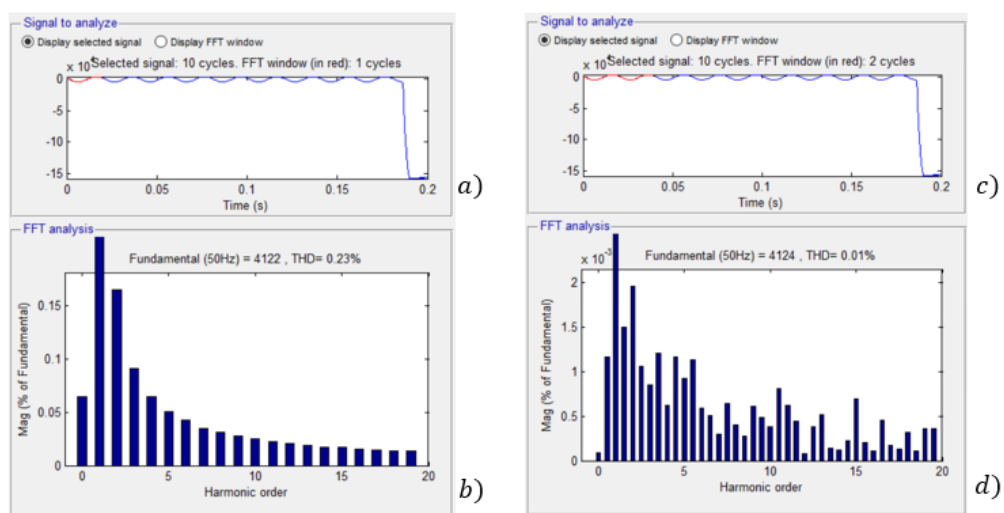 Signal to analyze
Display selected signal Display FFT window
x 10⁴ Selected signal: 10 cycles. FFT window (in red): 1 cycles
0
-5
-10
-15
0 0.05 0.1 0.15 0.2
Time (s)
a)
FFT analysis
Fundamental (50Hz) = 4122 , THD= 0.23%
0.15
0.1
0.05
0
Mag (% of Fundamental)
0 5 10 15 20
Harmonic order
b)
Signal to analyze
Display selected signal Display FFT window
x 10⁴ Selected signal: 10 cycles. FFT window (in red): 2 cycles
0
-5
-10
-15
0 0.05 0.1 0.15 0.2
Time (s)
c)
FFT analysis
x 10⁻³ Fundamental (50Hz) = 4124 , THD= 0.01%
2
1.5
1
0.5
0
Mag (% of Fundamental)
0 5 10 15 20
Harmonic order
d)